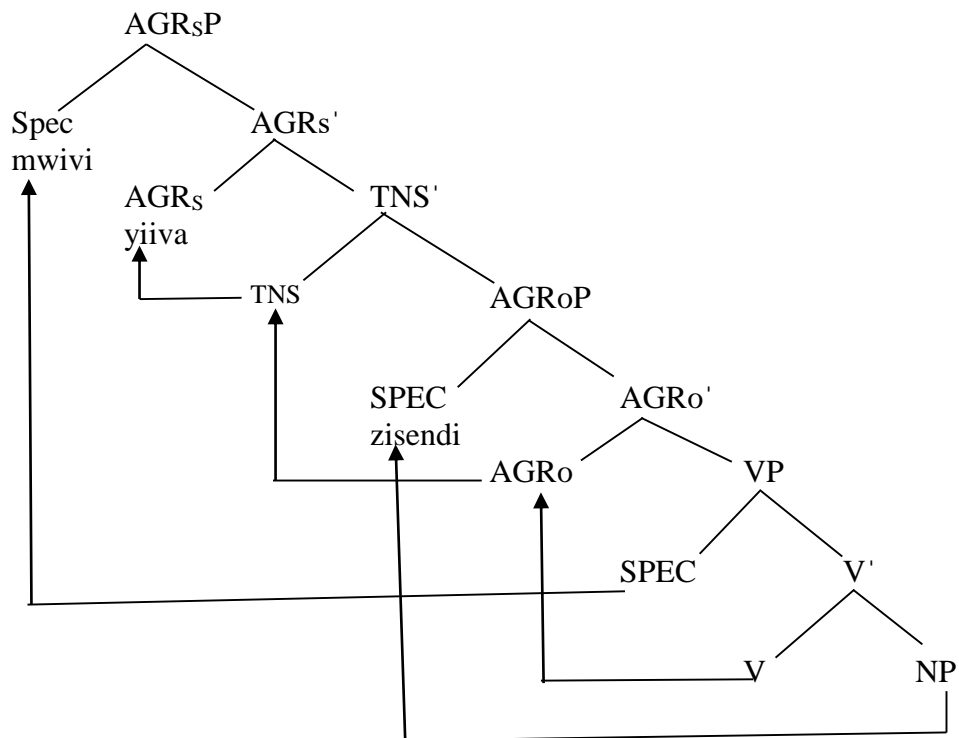 AGRsP
Spec
mwivi
AGRs'
AGRs
yiiva
TNS'
TNS
AGRoP
SPEC
zisendi
AGRo'
AGRo
VP
SPEC
V'
V
NP